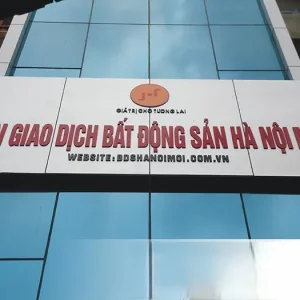 GIÁ TRỊ CHO TƯƠNG LAI
GIAO DỊCH BẤT ĐỘNG SẢN HÀ NỘI
WEBSITE:BDSHANOIMOI.COM.VN